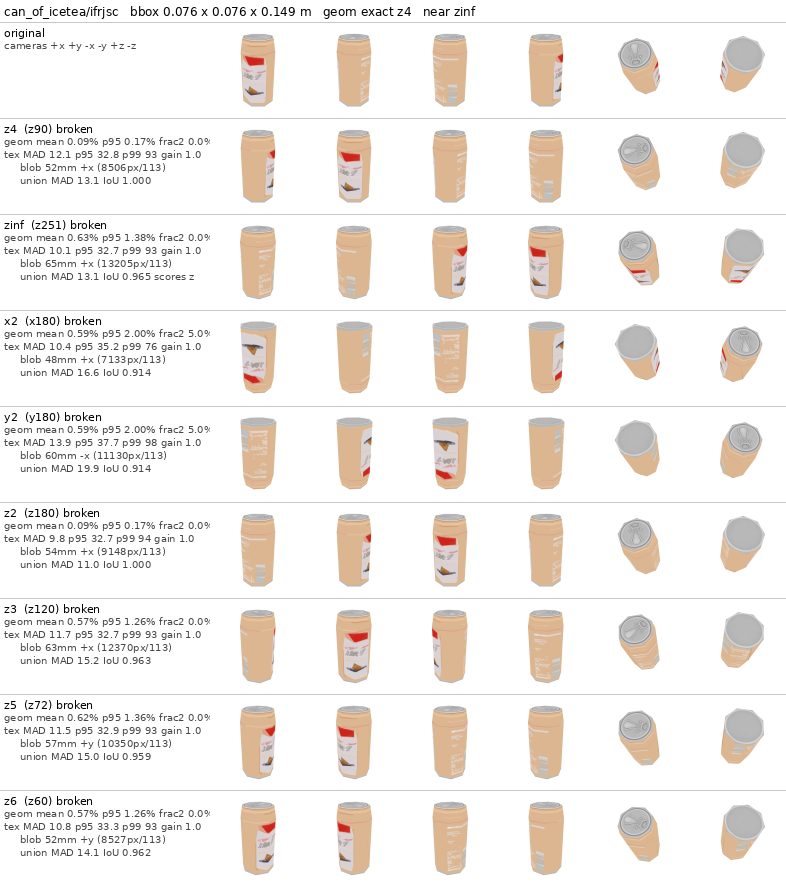 can_of_icetea/ifrjsc   bbox 0.076 x 0.076 x 0.149 m   geom exact z4   near zinf
original
cameras +x +y -x -y +z -z
z4  (z90) broken
geom mean 0.09% p95 0.17% frac2 0.0%
tex MAD 12.1 p95 32.8 p99 93 gain 1.0
blob 52mm +x (8506px/113)
union MAD 13.1 IoU 1.000
zinf  (z251) broken
geom mean 0.63% p95 1.38% frac2 0.0%
tex MAD 10.1 p95 32.7 p99 93 gain 1.0
blob 65mm +x (13205px/113)
union MAD 13.1 IoU 0.965 scores z
x2  (x180) broken
geom mean 0.59% p95 2.00% frac2 5.0%
tex MAD 10.4 p95 35.2 p99 76 gain 1.0
blob 48mm +x (7133px/113)
union MAD 16.6 IoU 0.914
y2  (y180) broken
geom mean 0.59% p95 2.00% frac2 5.0%
tex MAD 13.9 p95 37.7 p99 98 gain 1.0
blob 60mm -x (11130px/113)
union MAD 19.9 IoU 0.914
z2  (z180) broken
geom mean 0.09% p95 0.17% frac2 0.0%
tex MAD 9.8 p95 32.7 p99 94 gain 1.0
blob 54mm +x (9148px/113)
union MAD 11.0 IoU 1.000
z3  (z120) broken
geom mean 0.57% p95 1.26% frac2 0.0%
tex MAD 11.7 p95 32.7 p99 93 gain 1.0
blob 63mm +x (12370px/113)
union MAD 15.2 IoU 0.963
z5  (z72) broken
geom mean 0.62% p95 1.36% frac2 0.0%
tex MAD 11.5 p95 32.9 p99 93 gain 1.0
blob 57mm +y (10350px/113)
union MAD 15.0 IoU 0.959
z6  (z60) broken
geom mean 0.57% p95 1.26% frac2 0.0%
tex MAD 10.8 p95 33.3 p99 93 gain 1.0
blob 52mm +y (8527px/113)
union MAD 14.1 IoU 0.962